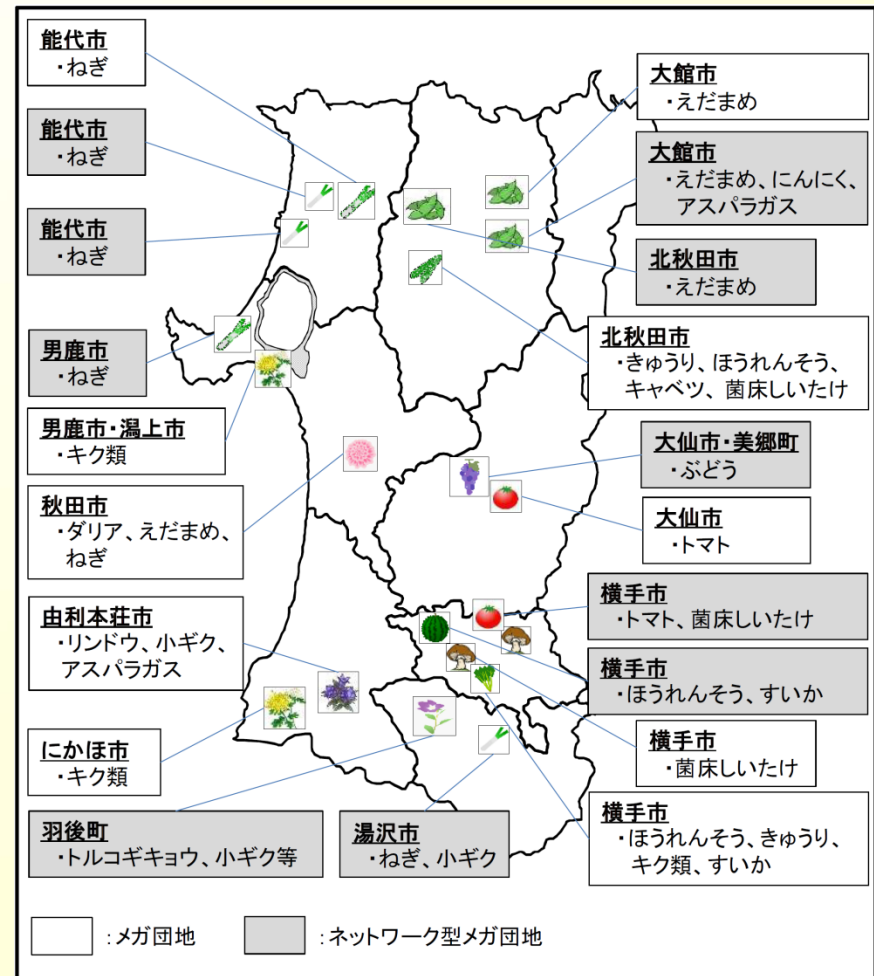 能代市
・ねぎ
能代市
・ねぎ
能代市
・ねぎ
男鹿市
・ねぎ
男鹿市・潟上市
・キク類
秋田市
・ダリア、えだまめ、
ねぎ
由利本荘市
・リンドウ、小ギク、
アスパラガス
にかほ市
・キク類
羽後町
・トルコギキョウ、小ギク等
湯沢市
・ねぎ、小ギク
大館市
・えだまめ
大館市
・えだまめ、にんにく、
アスパラガス
北秋田市
・えだまめ
北秋田市
・きゅうり、ほうれんそう、
キャベツ、菌床しいたけ
大仙市・美郷町
・ぶどう
大仙市
・トマト
横手市
・トマト、菌床しいたけ
横手市
・ほうれんそう、すいか
横手市
・菌床しいたけ
横手市
・ほうれんそう、きゅうり、
キク類、すいか
：メガ団地
：ネットワーク型メガ団地